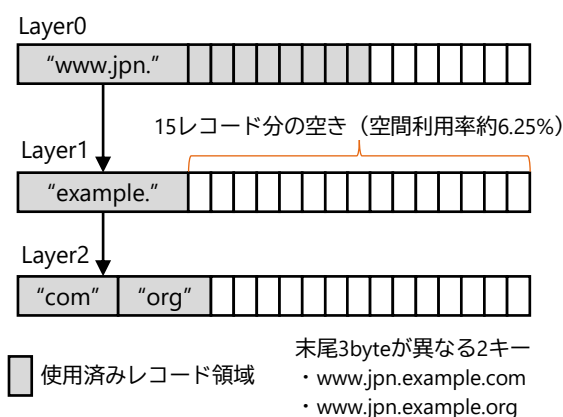 Layer0
“www.jpn.”
15レコード分の空き（空間利用率約6.25%）
Layer1
“example.”
Layer2
“com” “org”
使用済みレコード領域
末尾3byteが異なる2キー
・www.jpn.example.com
・www.jpn.example.org